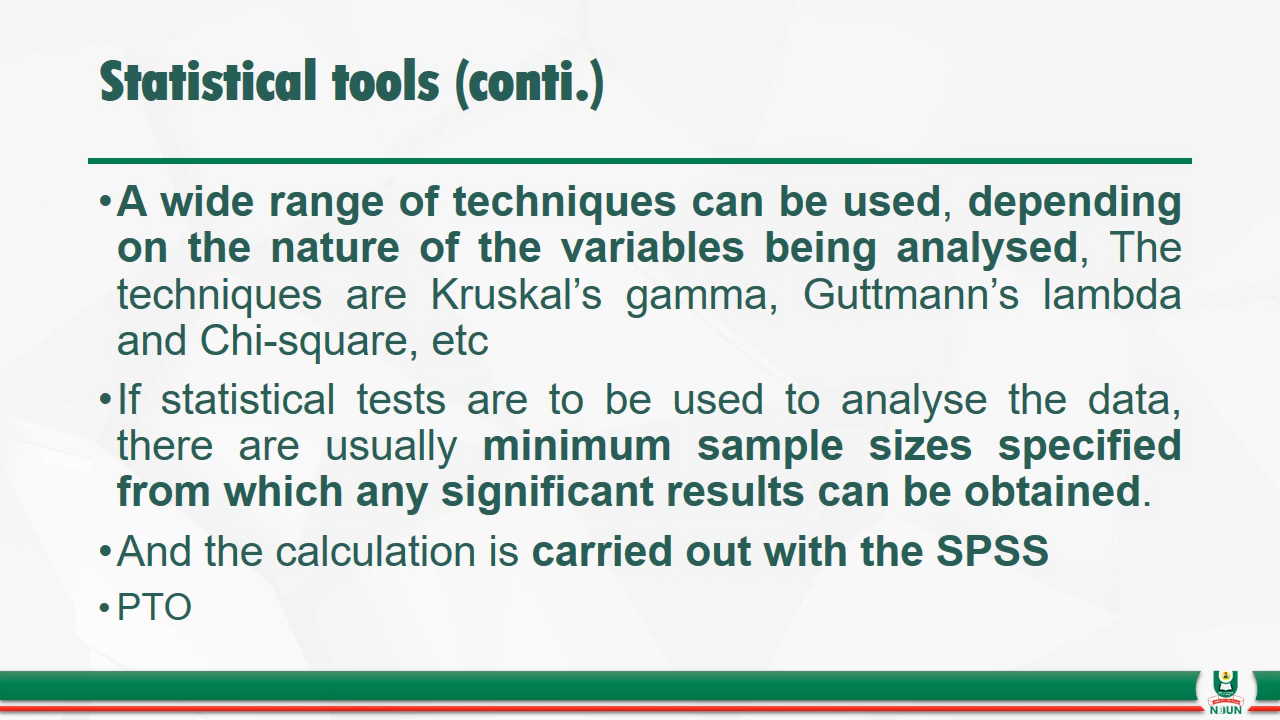 Statistical tools (conti.)
•A wide range of techniques can be used, depending
on the nature of the variables being analysed, The
techniques are Kruskal’s gamma, Guttmann’s lambda
and Chi-square, etc
•If statistical tests are to be used to analyse the data,
there are usually minimum sample sizes specified
from which any significant results can be obtained.
•And the calculation is carried out with the SPSS
•PTO
NOUN